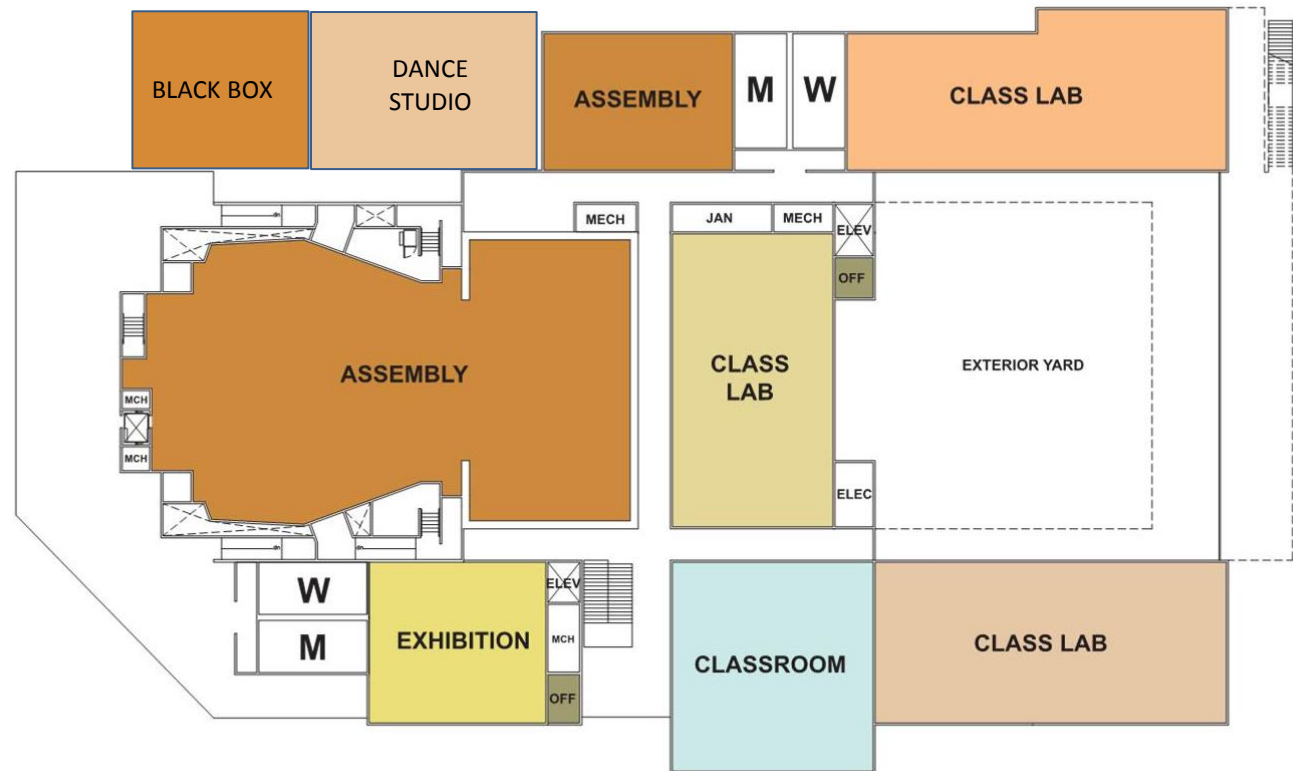 BLACK BOX
DANCE
STUDIO
ASSEMBLY
M
W
CLASS LAB
MECH
JAN
MECH
ELEV
OFF
ASSEMBLY
CLASS
LAB
EXTERIOR YARD
MCH
MCH
ELEC
W
M
EXHIBITION
ELEV
MCH
OFF
CLASSROOM
CLASS LAB